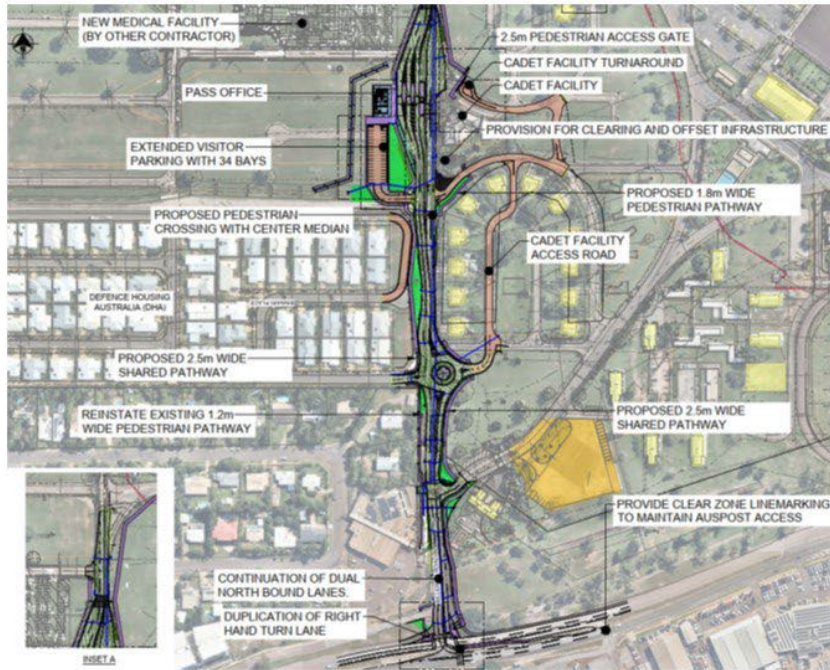 NEW MEDICAL FACILITY
(BY OTHER CONTRACTOR)
2.5m PEDESTRIAN ACCESS GATE
CADET FACILITY TURNAROUND
CADET FACILITY
PASS OFFICE
PROVISION FOR CLEARING AND OFFSET INFRASTRUCTURE
EXTENDED VISITOR
PARKING WITH 34 BAYS
PROPOSED 1.8m WIDE
PEDESTRIAN PATHWAY
PROPOSED PEDESTRIAN
CROSSING WITH CENTER MEDIAN
CADET FACILITY
ACCESS ROAD
DEFENCE HOUSING
AUSTRALIA (DHA)
PROPOSED 2.5m WIDE
SHARED PATHWAY
REINSTATE EXISTING 1.2m
WIDE PEDESTRIAN PATHWAY
PROPOSED 2.5m WIDE
SHARED PATHWAY
PROVIDE CLEAR ZONE LINEMARKING
TO MAINTAIN AUSPOST ACCESS
CONTINUATION OF DUAL
NORTH BOUND LANES.
DUPLICATION OF RIGHT
HAND TURN LANE
INSET A